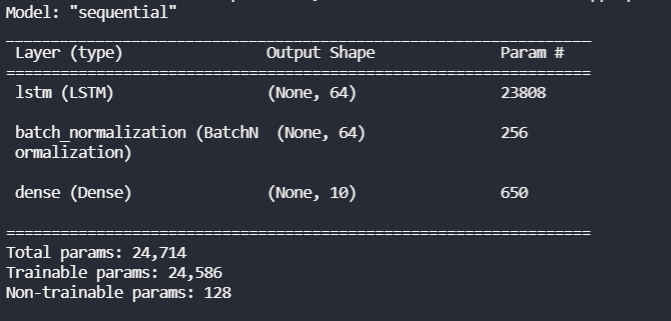 Model: "sequential"
Layer (type) Output Shape Param #
lstm (LSTM) (None, 64) 23808
batch_normalization (BatchN (None, 64) 256
ormalization)
dense (Dense) (None, 10) 650
Total params: 24,714
Trainable params: 24,586
Non-trainable params: 128